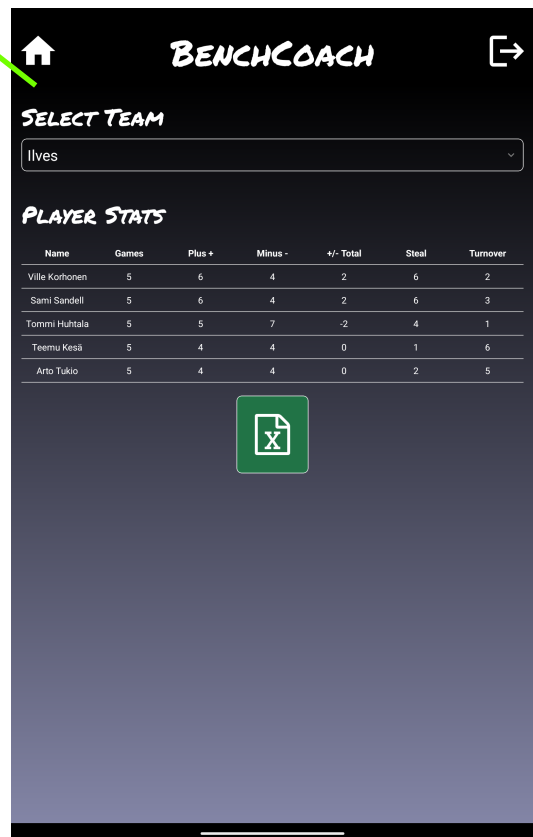 BenchCoach
Select Team
Ilves
Player Stats
Name Games Plus + Minus - +/- Total Steal Turnover
Ville Korhonen 5 6 4 2 6 2
Sami Sandell 5 6 4 2 6 3
Tommi Huhtala 5 5 7 -2 4 1
Teemu Kesä 5 4 4 0 1 6
Arto Tukio 5 4 4 0 2 5
X